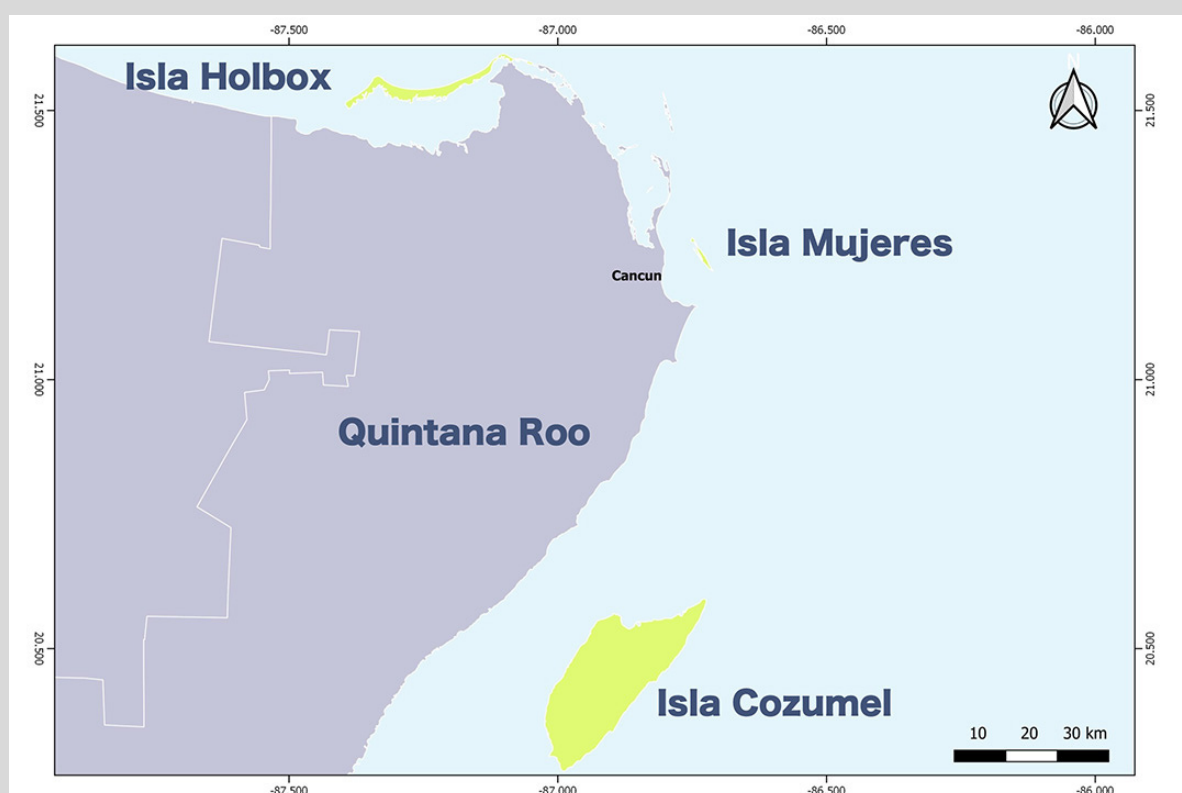 -87.500 -87.000 -86.500 -86.000
N
Isla Holbox
21.500 21.500
Isla Mujeres
Cancun
21.000 21.000
Quintana Roo
20.500 20.500
Isla Cozumel
10 20 30 km
-87.500 -87.000 -86.500 -86.000